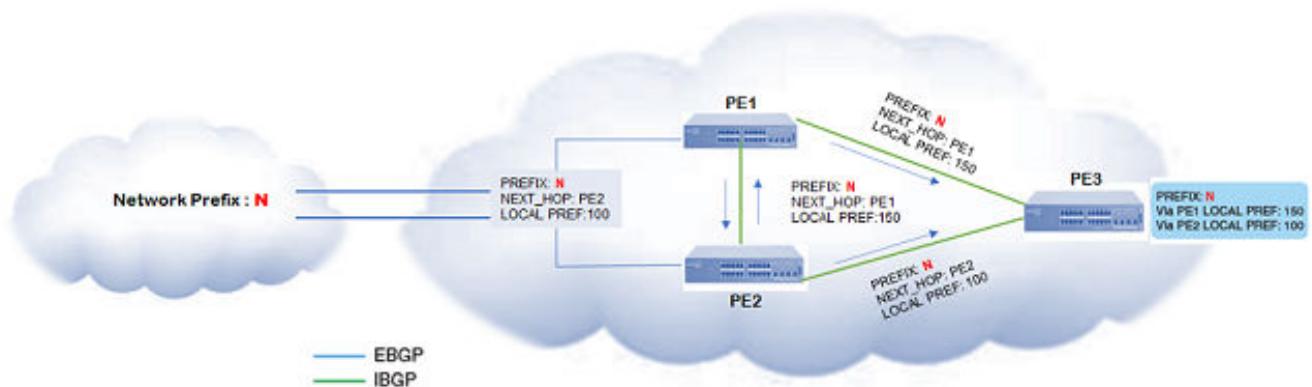 Network Prefix : N
PREFIX: N
NEXT_HOP: PE2
LOCAL PREF:100
PE1
PREFIX: N
NEXT_HOP: PE1
LOCAL PREF:150
PE2
PREFIX: N
NEXT_HOP: PE1
LOCAL PREF: 150
PREFIX: N
NEXT_HOP: PE2
LOCAL PREF: 100
PE3
PREFIX: N
Via PE1 LOCAL PREF: 150
Via PE2 LOCAL PREF: 100
EBGP
IBGP